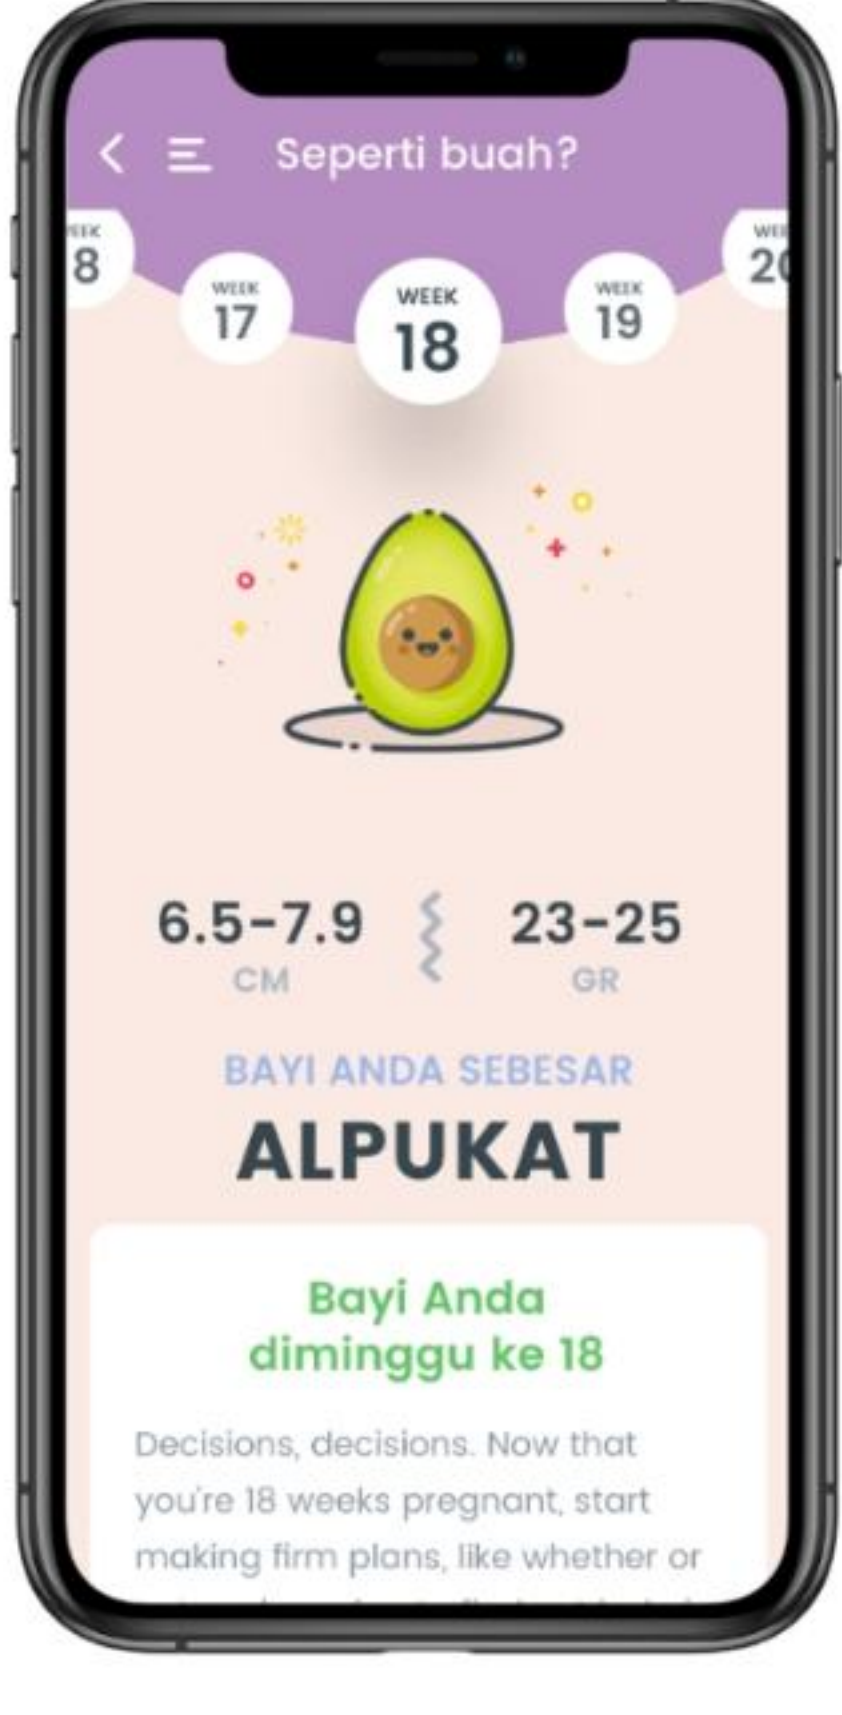 Seperti buah?
WEEK
17
WEEK
18
WEEK
19
6.5-7.9
CM
23-25
GR
BAYI ANDA SEBESAR
ALPUKAT
Bayi Anda
diminggu ke 18
Decisions, decisions. Now that
you're 18 weeks pregnant, start
making firm plans, like whether or